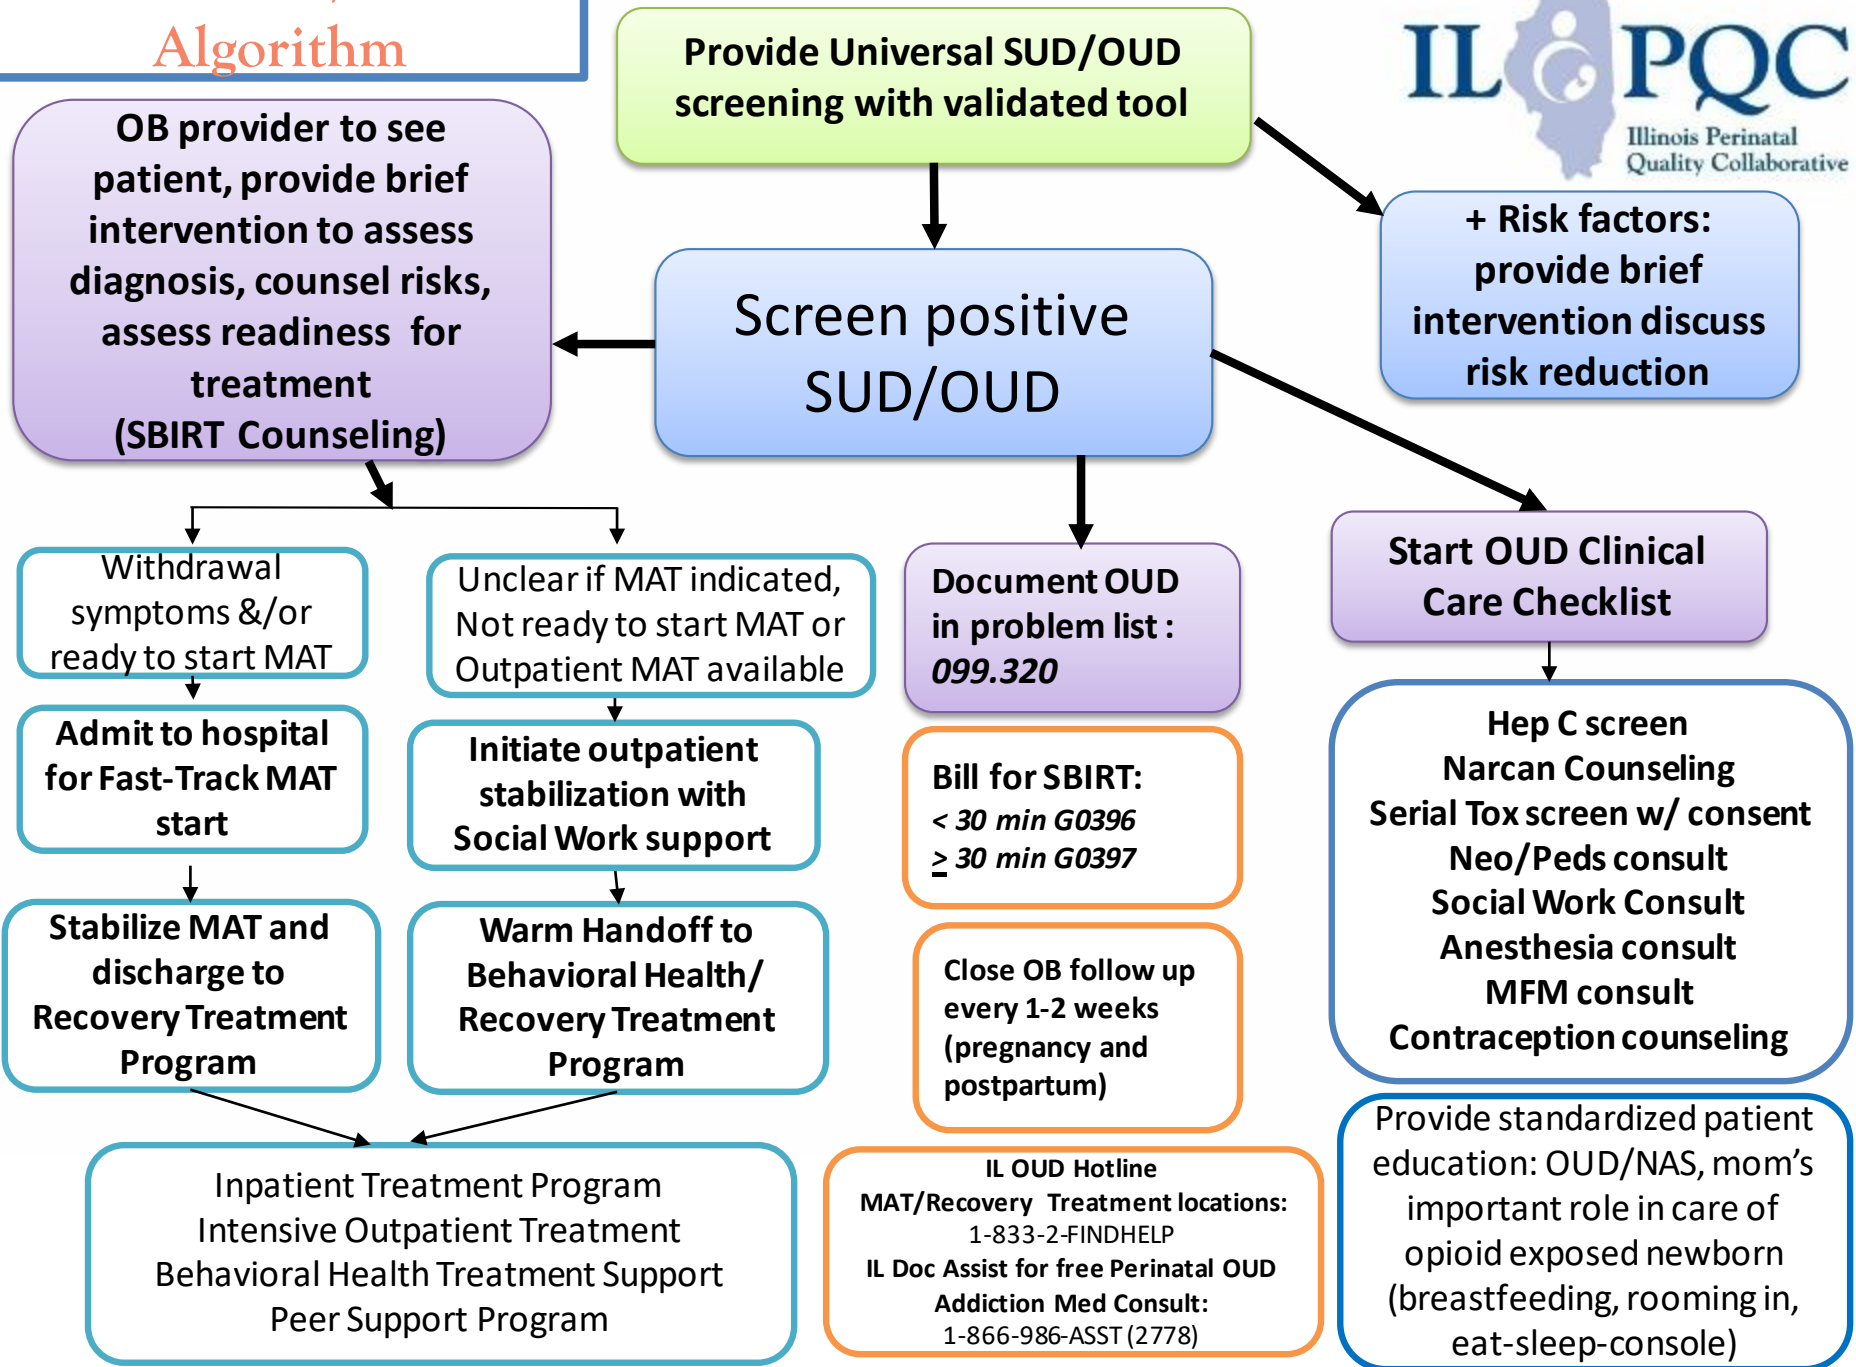 Algorithm
Provide Universal SUD/OUD
screening with validated tool
IL PQC
Illinois Perinatal
Quality Collaborative
OB provider to see
patient, provide brief
intervention to assess
diagnosis, counsel risks,
assess readiness for
treatment
(SBIRT Counseling)
Screen positive
SUD/OUD
+ Risk factors:
provide brief
intervention discuss
risk reduction
Withdrawal
symptoms &/or
ready to start MAT
Admit to hospital
for Fast-Track MAT
start
Stabilize MAT and
discharge to
Recovery Treatment
Program
Unclear if MAT indicated,
Not ready to start MAT or
Outpatient MAT available
Initiate outpatient
stabilization with
Social Work support
Warm Handoff to
Behavioral Health/
Recovery Treatment
Program
Inpatient Treatment Program
Intensive Outpatient Treatment
Behavioral Health Treatment Support
Peer Support Program
Document OUD
in problem list :
099.320
Bill for SBIRT:
< 30 min G0396
≥ 30 min G0397
Close OB follow up
every 1-2 weeks
(pregnancy and
postpartum)
IL OUD Hotline
MAT/Recovery Treatment locations:
1-833-2-FINDHELP
IL Doc Assist for free Perinatal OUD
Addiction Med Consult:
1-866-986-ASST (2778)
Start OUD Clinical
Care Checklist
Hep C screen
Narcan Counseling
Serial Tox screen w/ consent
Neo/Peds consult
Social Work Consult
Anesthesia consult
MFM consult
Contraception counseling
Provide standardized patient
education: OUD/NAS, mom's
important role in care of
opioid exposed newborn
(breastfeeding, rooming in,
eat-sleep-console)